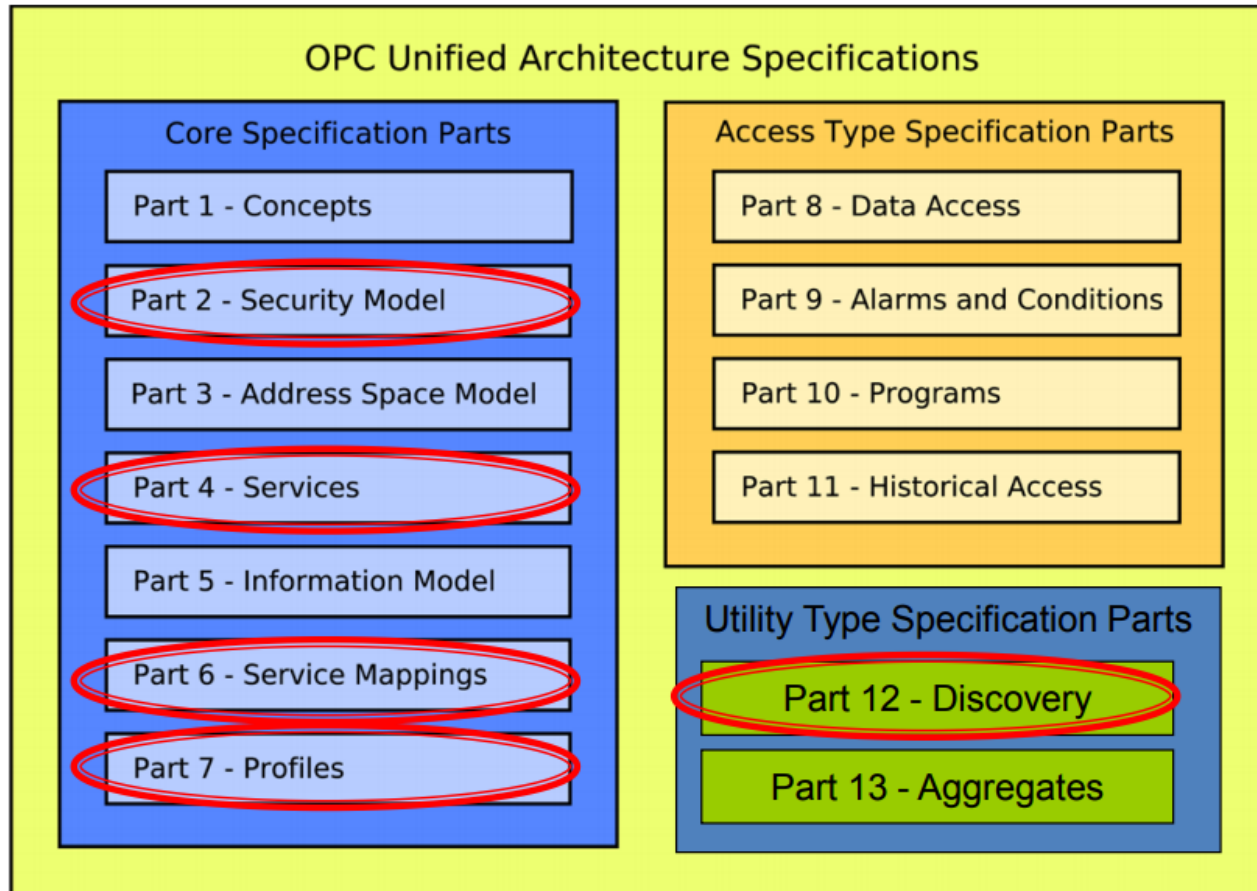 OPC Unified Architecture Specifications
Core Specification Parts
Part 1 - Concepts
Part 2 - Security Model
Part 3 - Address Space Model
Part 4 - Services
Part 5 - Information Model
Part 6 - Service Mappings
Part 7 - Profiles
Access Type Specification Parts
Part 8 - Data Access
Part 9 - Alarms and Conditions
Part 10 - Programs
Part 11 - Historical Access
Utility Type Specification Parts
Part 12 - Discovery
Part 13 - Aggregates